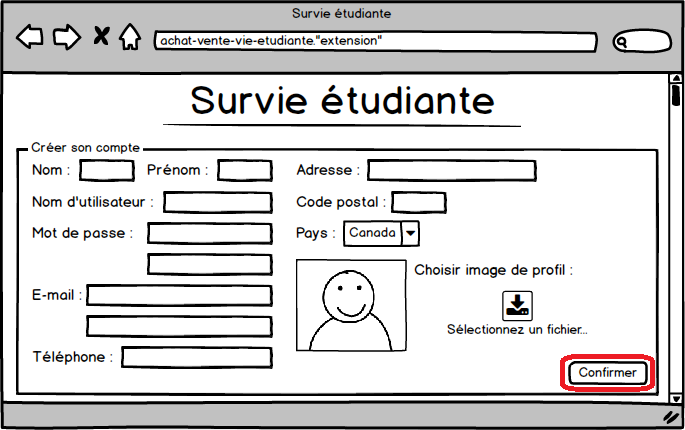 Survie étudiante
achat-vente-vie-etudiante."extension"
Survie étudiante
Créer son compte
Nom :
Prénom :
Nom d'utilisateur :
Mot de passe :
E-mail :
Téléphone :
Adresse :
Code postal :
Pays : Canada
Choisir image de profil :
Sélectionnez un fichier...
Confirmer